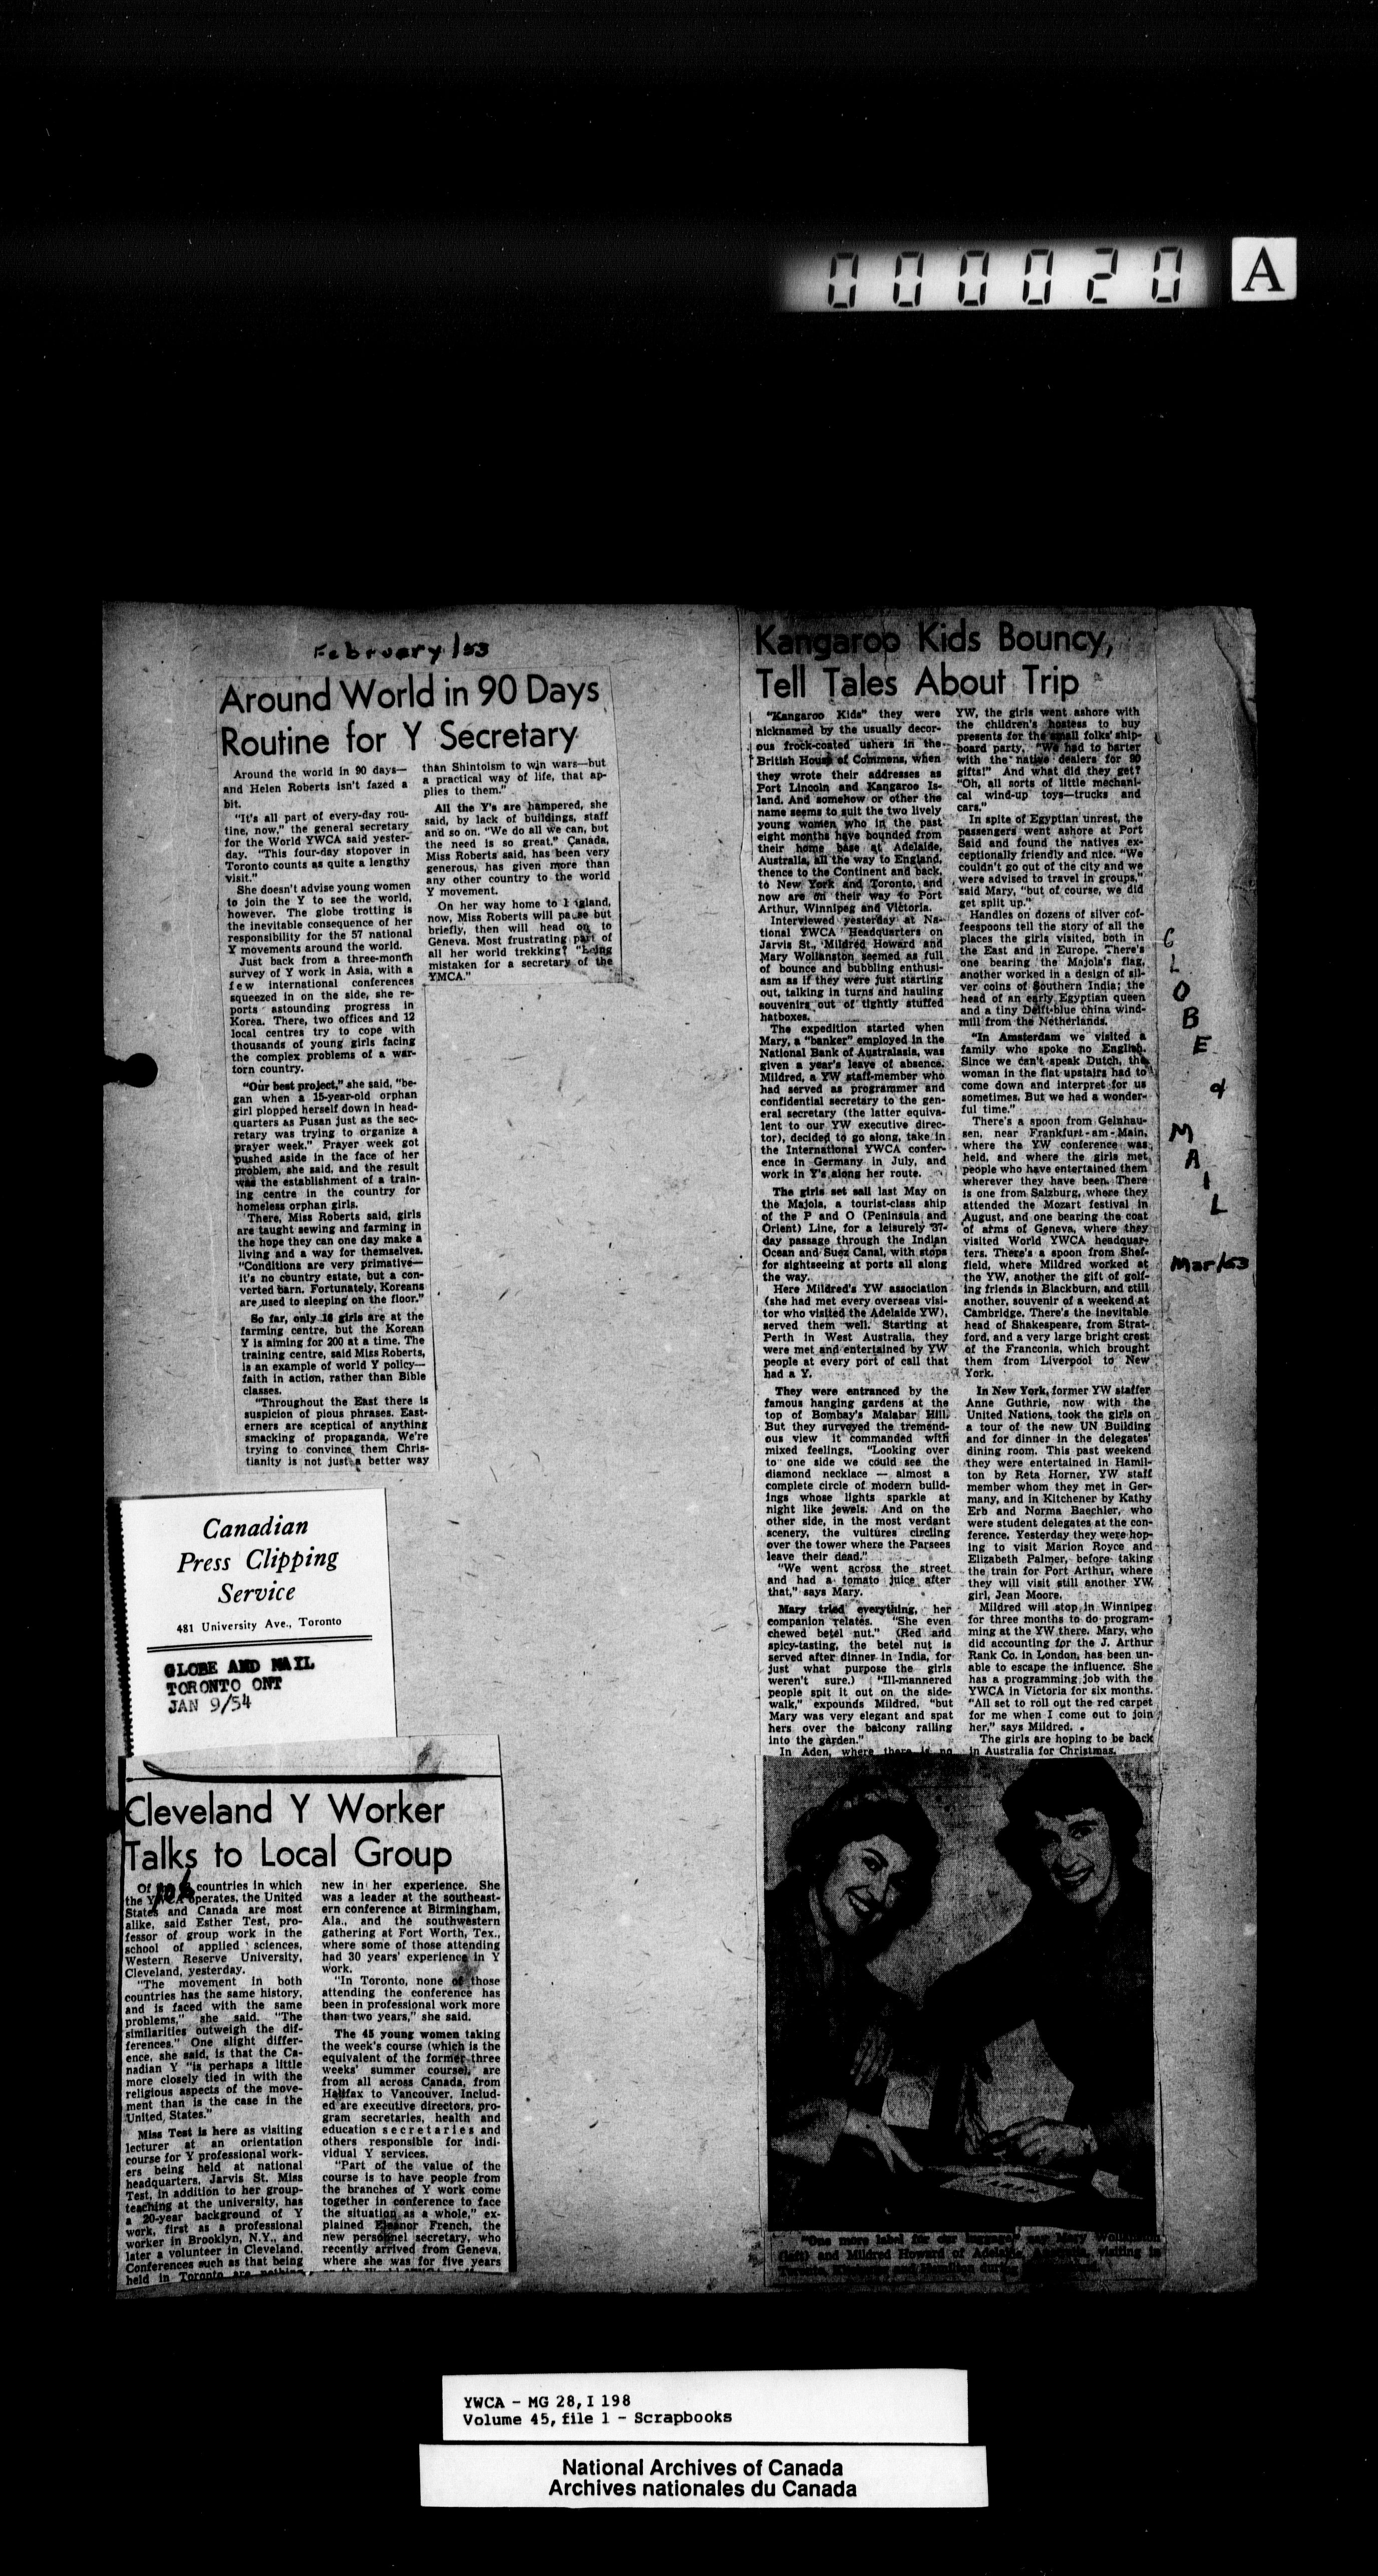 000020 A
February/53
Around World in 90 Days
Routine for Y Secretary
Around the world in 90 days—
and Helen Roberts isn't fazed a
bit.
"It's all part of every-day rou-
tine, now," the general secretary
for the World YWCA said yester-
day. "This four-day stopover in
Toronto counts as quite a lengthy
visit."
She doesn't advise young women
to join the Y to see the world,
however. The globe trotting is
the inevitable consequence of her
responsibility for the 57 national
Y movements around the world.
Just back from a three-month
survey of Y work in Asia, with a
few international conferences
squeezed in on the side, she re-
ports astounding progress in
Korea. There, two offices and 12
local centres try to cope with
thousands of young girls facing
the complex problems of a war-
torn country.
"Our best project," she said, "be-
gan when a 15-year-old orphan
girl plopped herself down in head-
quarters as Pusan just as the sec-
retary was trying to organize a
prayer week." Prayer week got
pushed aside in the face of her
problem, she said, and the result
was the establishment of a train-
ing centre in the country for
homeless orphan girls.
There, Miss Roberts said, girls
are taught sewing and farming in
the hope they can one day make a
living and a way for themselves.
"Conditions are very primative—
it's no country estate, but a con-
verted barn. Fortunately, Koreans
are used to sleeping on the floor."
So far, only 16 girls are at the
farming centre, but the Korean
Y is aiming for 200 at a time. The
training centre, said Miss Roberts,
is an example of world Y policy—
faith in action, rather than Bible
classes.
"Throughout the East there is
suspicion of pious phrases. East-
erners are sceptical of anything
smacking of propaganda. We're
trying to convince them Chris-
tianity is not just a better way
than Shintoism to win wars—but
a practical way of life, that ap-
plies to them."
All the Y's are hampered, she
said, by lack of buildings, staff
and so on. "We do all we can, but
the need is so great." Canada,
Miss Roberts said, has been very
generous, has given more than
any other country to the world
Y movement.
On her way home to England,
now, Miss Roberts will pause but
briefly, then will head on to
Geneva. Most frustrating part of
all her world trekking? "Being
mistaken for a secretary of the
YMCA."
Canadian
Press Clipping
Service
481 University Ave., Toronto
GLOBE AND MAIL
TORONTO ONT
JAN 9/54
Cleveland Y Worker
Talks to Local Group
Of countries in which
the YWCA operates, the United
States and Canada are most
alike, said Esther Test, pro-
fessor of group work in the
school of applied sciences,
Western Reserve University,
Cleveland, yesterday.
"The movement in both
countries has the same history,
and is faced with the same
problems," she said. "The
similarities outweigh the dif-
ferences." One slight differ-
ence, she said, is that the Ca-
nadian Y "is perhaps a little
more closely tied in with the
religious aspects of the move-
ment than is the case in the
United States."
Miss Test is here as visiting
lecturer at an orientation
course for Y professional work-
ers being held at national
headquarters, Jarvis St. Miss
Test, in addition to her group-
teaching at the university, has
a 20-year background of Y
work, first as a professional
worker in Brooklyn, N.Y., and
later a volunteer in Cleveland.
Conferences such as that being
held in Toronto are nothing
new in her experience. She
was a leader at the southeast-
ern conference at Birmingham,
Ala., and the southwestern
gathering at Fort Worth, Tex.,
where some of those attending
had 30 years' experience in Y
work.
"In Toronto, none of those
attending the conference has
been in professional work more
than two years," she said.
The 45 young women taking
the week's course (which is the
equivalent of the former three
weeks' summer course), are
from all across Canada, from
Halifax to Vancouver. Includ-
ed are executive directors, pro-
gram secretaries, health and
education secretaries and
others responsible for indi-
vidual Y services.
"Part of the value of the
course is to have people from
the branches of Y work come
together in conference to face
the situation as a whole," ex-
plained Eleanor French, the
new personnel secretary, who
recently arrived from Geneva,
where she was for five years
Kangaroo Kids Bouncy,
Tell Tales About Trip
"Kangaroo Kids" they were
nicknamed by the usually decor-
ous frock-coated ushers in the
British House of Commons, when
they wrote their addresses as
Port Lincoln and Kangaroo Is-
land. And somehow or other the
name seems to suit the two lively
young women who in the past
eight months have bounded from
their home base at Adelaide,
Australia, all the way to England,
thence to the Continent and back,
to New York and Toronto, and
now are on their way to Port
Arthur, Winnipeg and Victoria.
Interviewed yesterday at Na-
tional YWCA Headquarters on
Jarvis St., Mildred Howard and
Mary Wollanston seemed as full
of bounce and bubbling enthusi-
asm as if they were just starting
out, talking in turns and hauling
souvenirs out of tightly stuffed
hatboxes.
The expedition started when
Mary, a "banker" employed in the
National Bank of Australasia, was
given a year's leave of absence.
Mildred, a YW staff-member who
had served as programmer and
confidential secretary to the gen-
eral secretary (the latter equiva-
lent to our YW executive direc-
tor), decided to go along, take in
the International YWCA confer-
ence in Germany in July, and
work in Y's along her route.
The girls set sail last May on
the Majola, a tourist-class ship
of the P and O (Peninsula and
Orient) Line, for a leisurely 37-
day passage through the Indian
Ocean and Suez Canal, with stops
for sightseeing at ports all along
the way.
Here Mildred's YW association
(she had met every overseas visi-
tor who visited the Adelaide YW),
served them well. Starting at
Perth in West Australia, they
were met and entertained by YW
people at every port of call that
had a Y.
They were entranced by the
famous hanging gardens at the
top of Bombay's Malabar Hill.
But they surveyed the tremend-
ous view it commanded with
mixed feelings. "Looking over
to one side we could see the
diamond necklace — almost a
complete circle of modern build-
ings whose lights sparkle at
night like jewels. And on the
other side, in the most verdant
scenery, the vultures circling
over the tower where the Parsees
leave their dead."
"We went across the street
and had a tomato juice after
that," says Mary.
Mary tried everything, her
companion relates. "She even
chewed betel nut." (Red and
spicy-tasting, the betel nut is
served after dinner in India, for
just what purpose the girls
weren't sure.) "Ill-mannered
people spit it out on the side-
walk," expounds Mildred, "but
Mary was very elegant and spat
hers over the balcony railing
into the garden."
In Aden, where there is no
YW, the girls went ashore with
the children's hostess to buy
presents for the small folks' ship-
board party. "We had to barter
with the native dealers for 90
gifts!" And what did they get?
"Oh, all sorts of little mechani-
cal wind-up toys—trucks and
cars."
In spite of Egyptian unrest, the
passengers went ashore at Port
Said and found the natives ex-
ceptionally friendly and nice. "We
couldn't go out of the city and we
were advised to travel in groups,"
said Mary, "but of course, we did
get split up."
Handles on dozens of silver cof-
feespoons tell the story of all the
places the girls visited, both in
the East and in Europe. There's
one bearing the Majola's flag,
another worked in a design of sil-
ver coins of Southern India; the
head of an early Egyptian queen
and a tiny Delft-blue china wind-
mill from the Netherlands.
"In Amsterdam we visited a
family who spoke no English.
Since we can't speak Dutch, the
woman in the flat upstairs had to
come down and interpret for us
sometimes. But we had a wonder-
ful time."
There's a spoon from Gelnhau-
sen, near Frankfurt-am-Main,
where the YW conference was
held, and where the girls met
people who have entertained them
wherever they have been. There
is one from Salzburg, where they
attended the Mozart festival in
August, and one bearing the coat
of arms of Geneva, where they
visited World YWCA headquar-
ters. There's a spoon from Shef-
field, where Mildred worked at
the YW, another the gift of golf-
ing friends in Blackburn, and still
another, souvenir of a weekend at
Cambridge. There's the inevitable
head of Shakespeare, from Strat-
ford, and a very large bright crest
of the Franconia, which brought
them from Liverpool to New
York.
In New York, former YW staffer
Anne Guthrie, now with the
United Nations, took the girls on
a tour of the new UN Building
and for dinner in the delegates'
dining room. This past weekend
they were entertained in Hamil-
ton by Reta Horner, YW staff
member whom they met in Ger-
many, and in Kitchener by Kathy
Erb and Norma Baechler, who
were student delegates at the con-
ference. Yesterday they were hop-
ing to visit Marion Royce and
Elizabeth Palmer, before taking
the train for Port Arthur, where
they will visit still another YW
girl, Jean Moore.
Mildred will stop in Winnipeg
for three months to do program-
ming at the YW there. Mary, who
did accounting for the J. Arthur
Rank Co. in London, has been un-
able to escape the influence. She
has a programming job with the
YWCA in Victoria for six months.
"All set to roll out the red carpet
for me when I come out to join
her," says Mildred.
The girls are hoping to be back
in Australia for Christmas.
GLOBE & MAIL
Mar/53
"One more label for our
(left) and Mildred Howard of Adelaide visiting in
YWCA - MG 28, I 198
Volume 45, file 1 - Scrapbooks
National Archives of Canada
Archives nationales du Canada